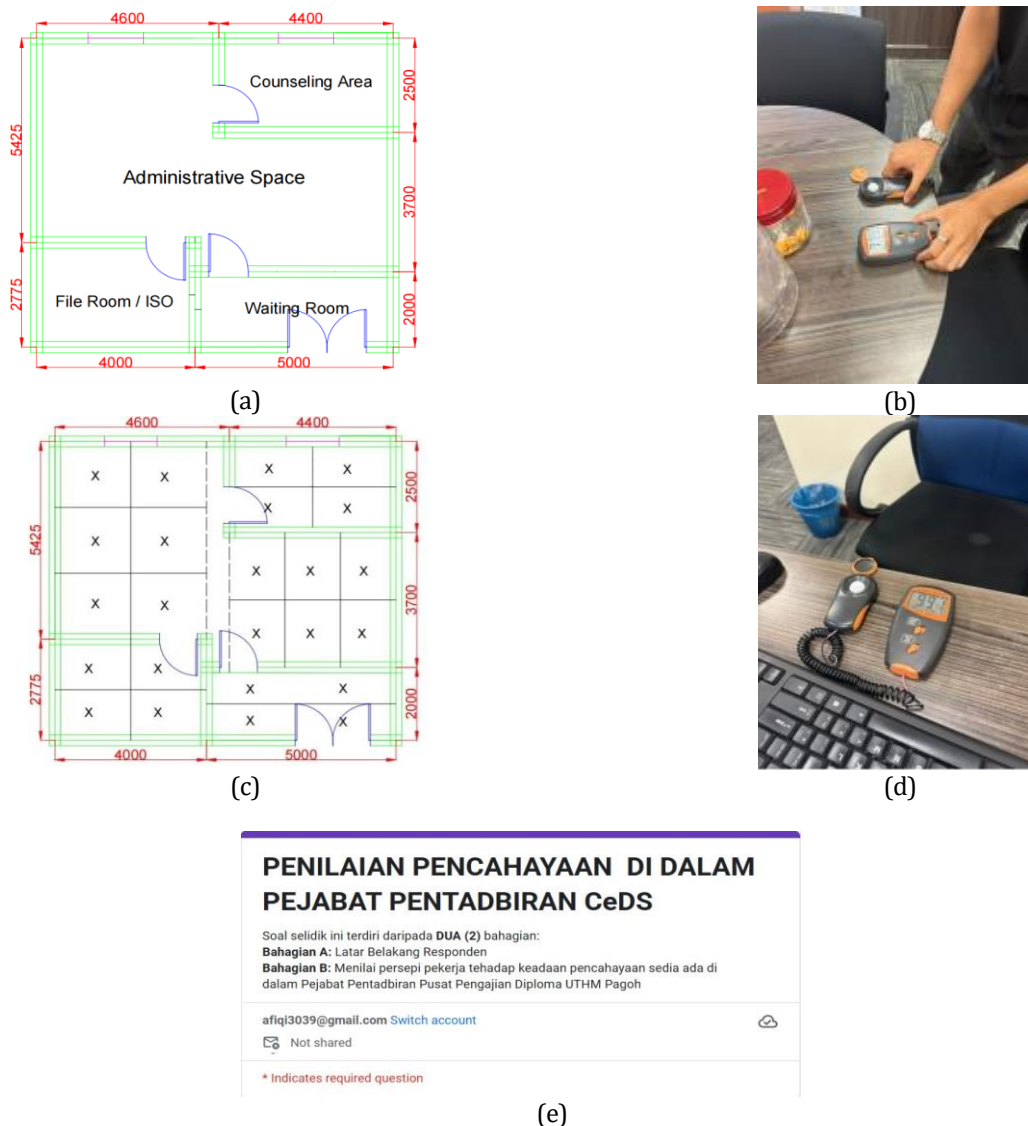 4600 4400
Counseling Area
2500
5425
Administrative Space
3700
File Room / ISO
Waiting Room
2775
2000
4000 5000
(a)
(b)
4600 4400
X X X X
2500
X X
5425
X X X X X
3700
X X X X X
X X
2775
X X
2000
X X X X
4000 5000
(c)
(d)
PENILAIAN PENCAHAYAAN DI DALAM
PEJABAT PENTADBIRAN CeDS
Soal selidik ini terdiri daripada DUA (2) bahagian:
Bahagian A: Latar Belakang Responden
Bahagian B: Menilai persepi pekerja tehadap keadaan pencahayaan sedia ada di
dalam Pejabat Pentadbiran Pusat Pengajian Diploma UTHM Pagoh
afiqi3039@gmail.com Switch account
Not shared
* Indicates required question
(e)